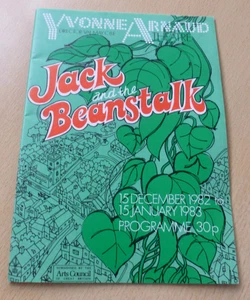 YVONNE ARNAUD
Jack
and the
Beanstalk
15 DECEMBER 1982 to
15 JANUARY 1983
PROGRAMME 30p
Arts Council